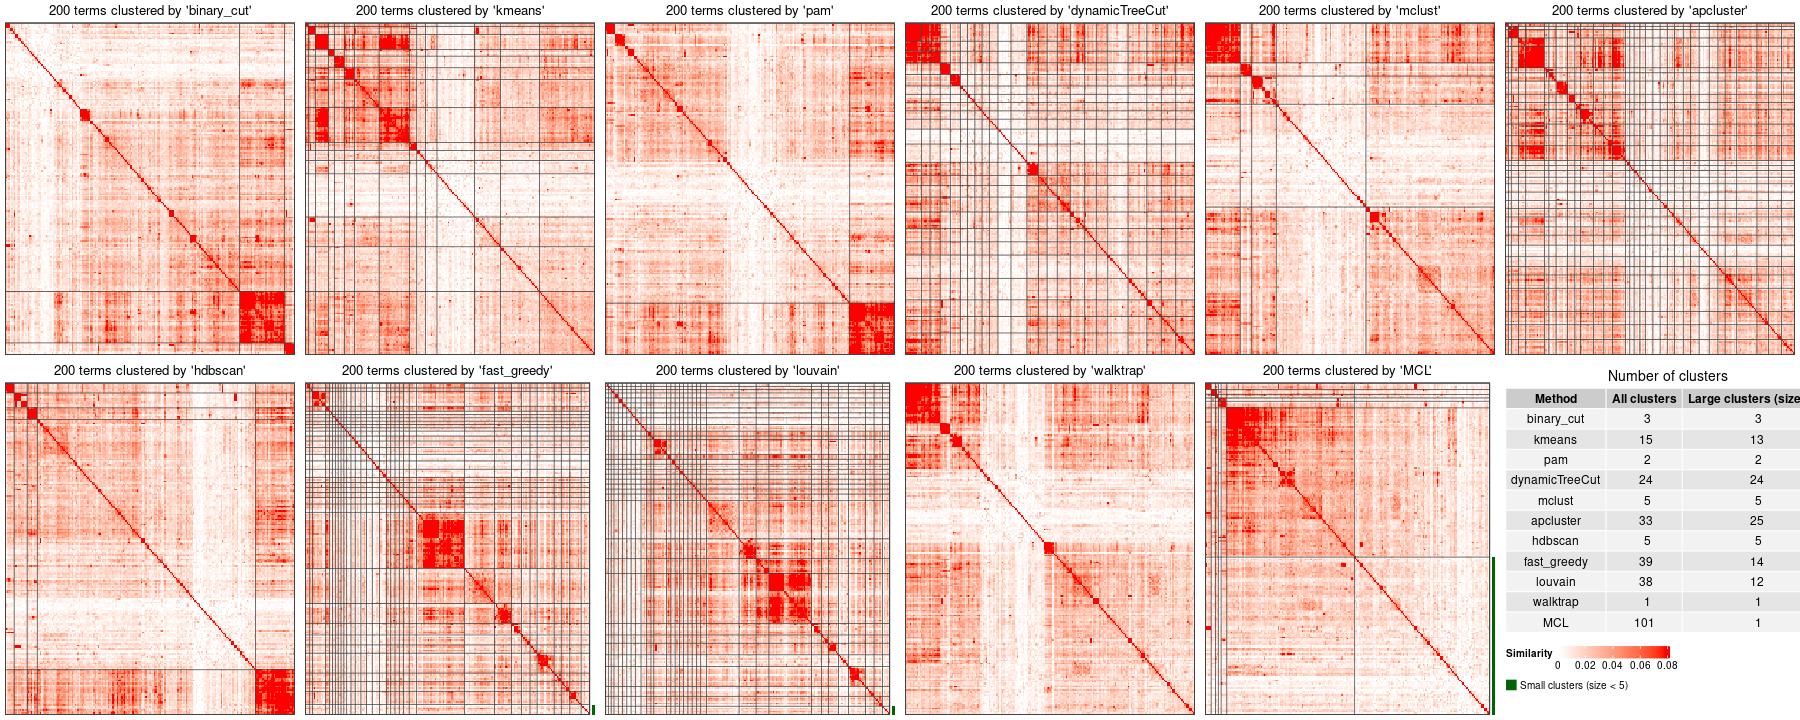 200 terms clustered by 'binary_cut'
200 terms clustered by 'kmeans'
200 terms clustered by 'pam'
200 terms clustered by 'dynamicTreeCut'
200 terms clustered by 'mclust'
200 terms clustered by 'apcluster'
200 terms clustered by 'hdbscan'
200 terms clustered by 'fast_greedy'
200 terms clustered by 'louvain'
200 terms clustered by 'walktrap'
200 terms clustered by 'MCL'
Number of clusters
Method All clusters Large clusters (size
binary_cut 3 3
kmeans 15 13
pam 2 2
dynamicTreeCut 24 24
mclust 5 5
apcluster 33 25
hdbscan 5 5
fast_greedy 39 14
louvain 38 12
walktrap 1 1
MCL 101 1
Similarity
0 0.02 0.04 0.06 0.08
Small clusters (size < 5)